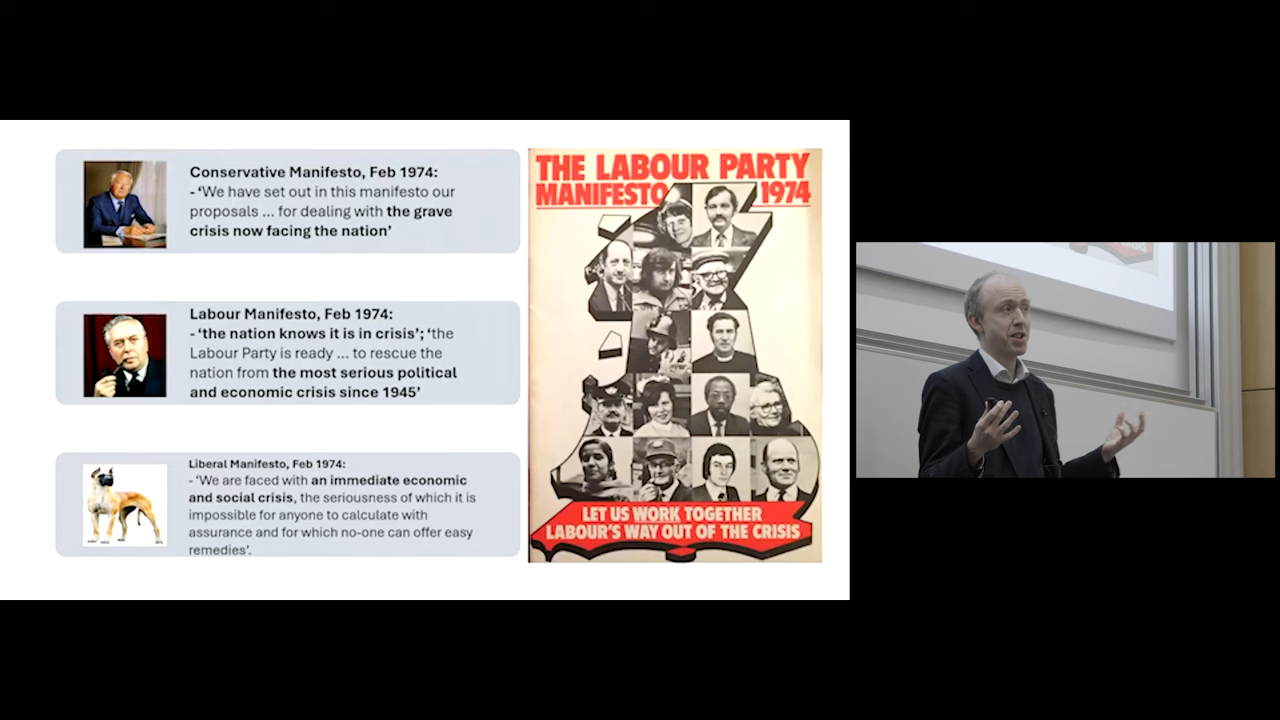 Conservative Manifesto, Feb 1974:
- ‘We have set out in this manifesto our
proposals ... for dealing with the grave
crisis now facing the nation’
Labour Manifesto, Feb 1974:
- ‘the nation knows it is in crisis’; ‘the
Labour Party is ready ... to rescue the
nation from the most serious political
and economic crisis since 1945’
Liberal Manifesto, Feb 1974:
- ‘We are faced with an immediate economic
and social crisis, the seriousness of which it is
impossible for anyone to calculate with
assurance and for which no-one can offer easy
remedies’.
THE LABOUR PARTY
MANIFESTO 1974
LET US WORK TOGETHER
LABOUR'S WAY OUT OF THE CRISIS